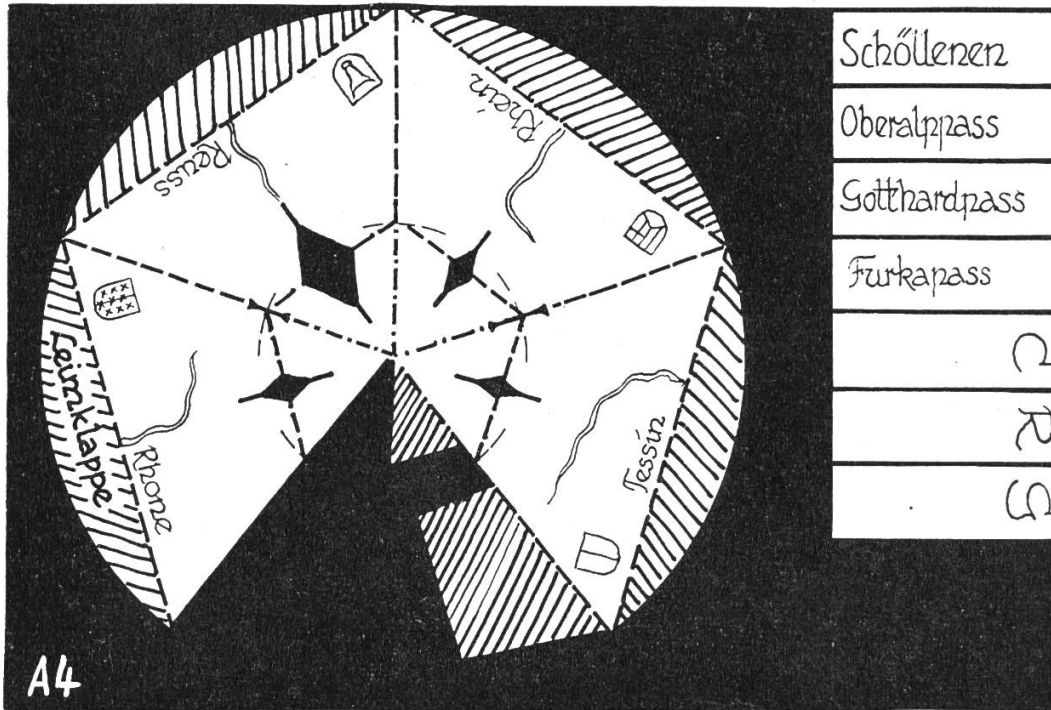 Reuss
Rhein
Rhone
Leimklappe
Tessin
A4
Schöllenen
Oberalppass
Gotthardpass
Furkapass